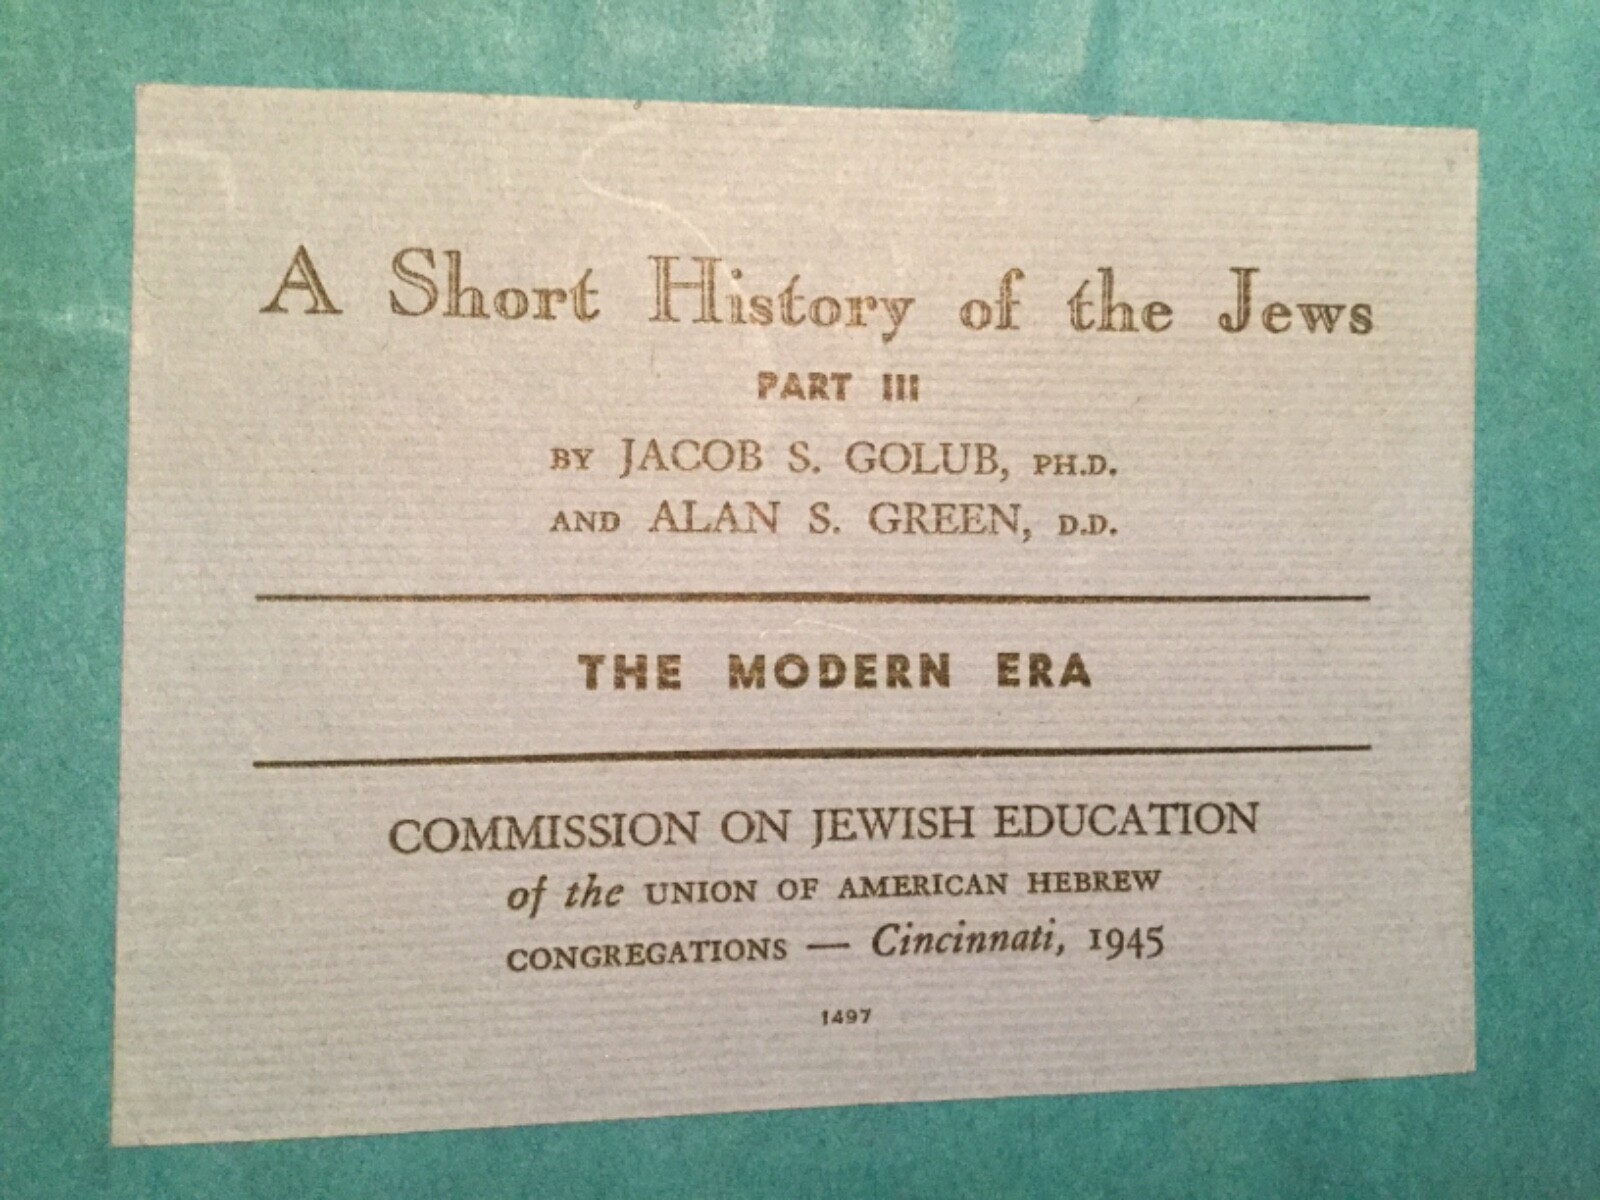 A Short History of the Jews
PART III
BY JACOB S. GOLUB, PH.D.
AND ALAN S. GREEN, D.D.
THE MODERN ERA
COMMISSION ON JEWISH EDUCATION
of the UNION OF AMERICAN HEBREW
CONGREGATIONS — Cincinnati, 1945
1497